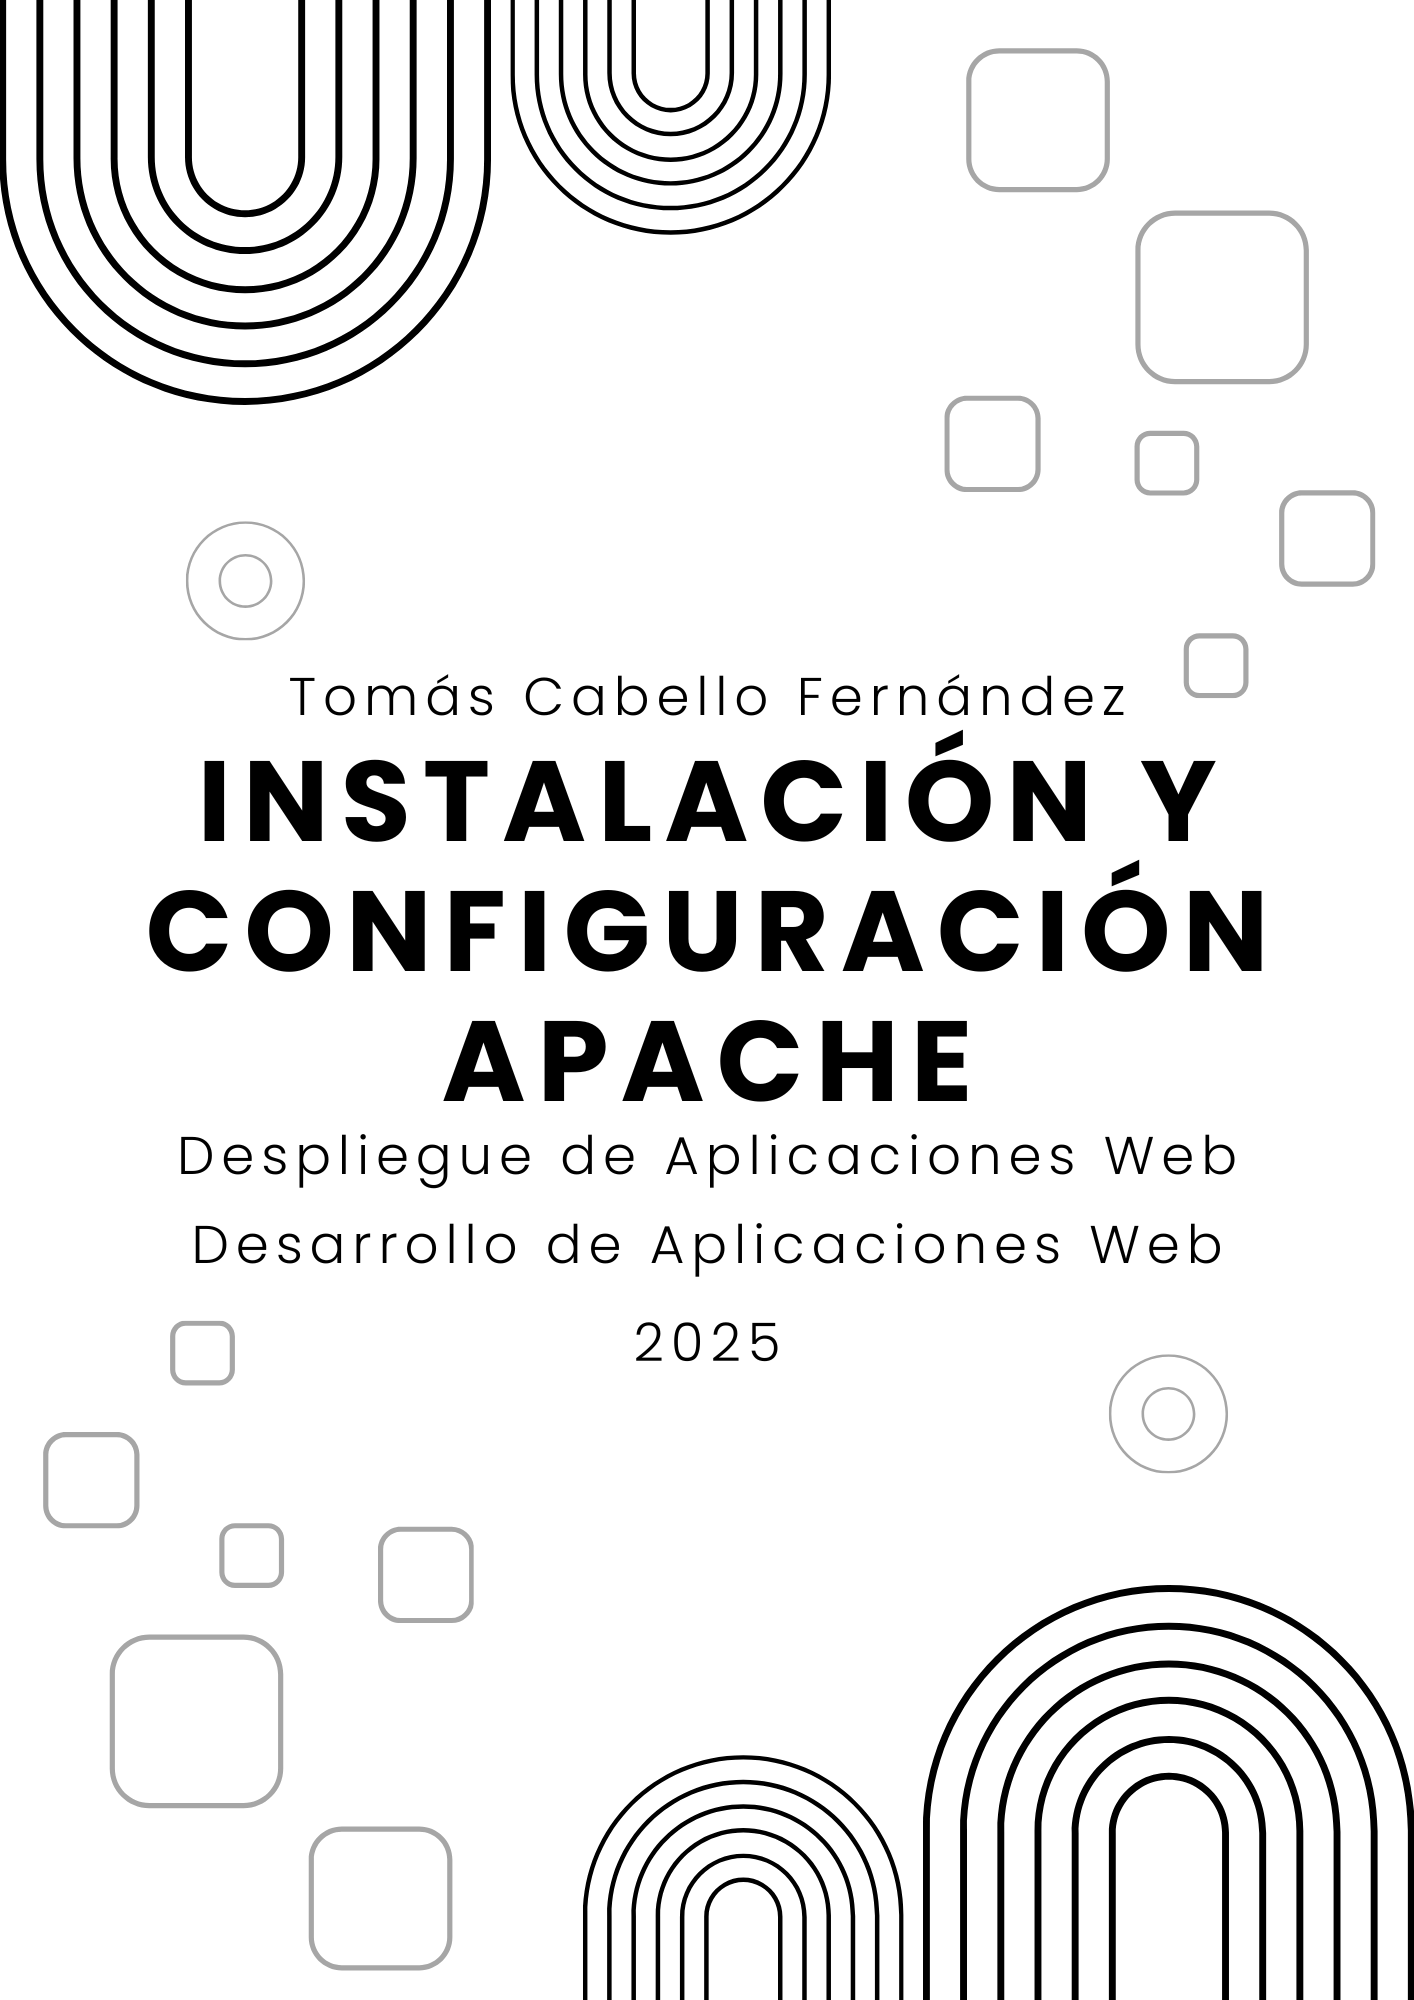 Tomás Cabello Fernández
INSTALACIÓN Y
CONFIGURACIÓN
APACHE
Despliegue de Aplicaciones Web
Desarrollo de Aplicaciones Web
2025